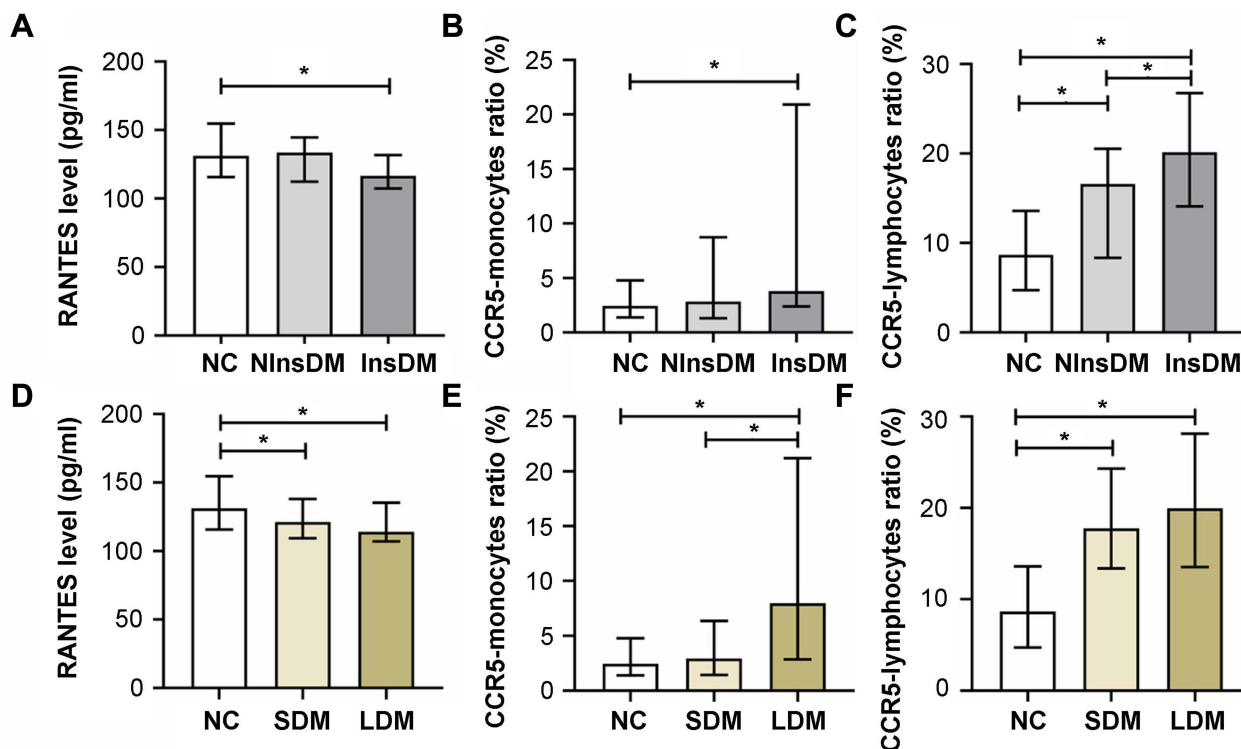 A
RANTES level (pg/ml)
200
150
100
50
0
*
NC NInsDM InsDM
B
CCR5-monocytes ratio (%)
25
20
15
10
5
0
*
NC NInsDM InsDM
C
CCR5-lymphocytes ratio (%)
30
20
10
0
*
*
*
NC NInsDM InsDM
D
RANTES level (pg/ml)
200
150
100
50
0
*
*
NC SDM LDM
E
CCR5-monocytes ratio (%)
25
20
15
10
5
0
*
*
NC SDM LDM
F
CCR5-lymphocytes ratio (%)
30
20
10
0
*
*
NC SDM LDM